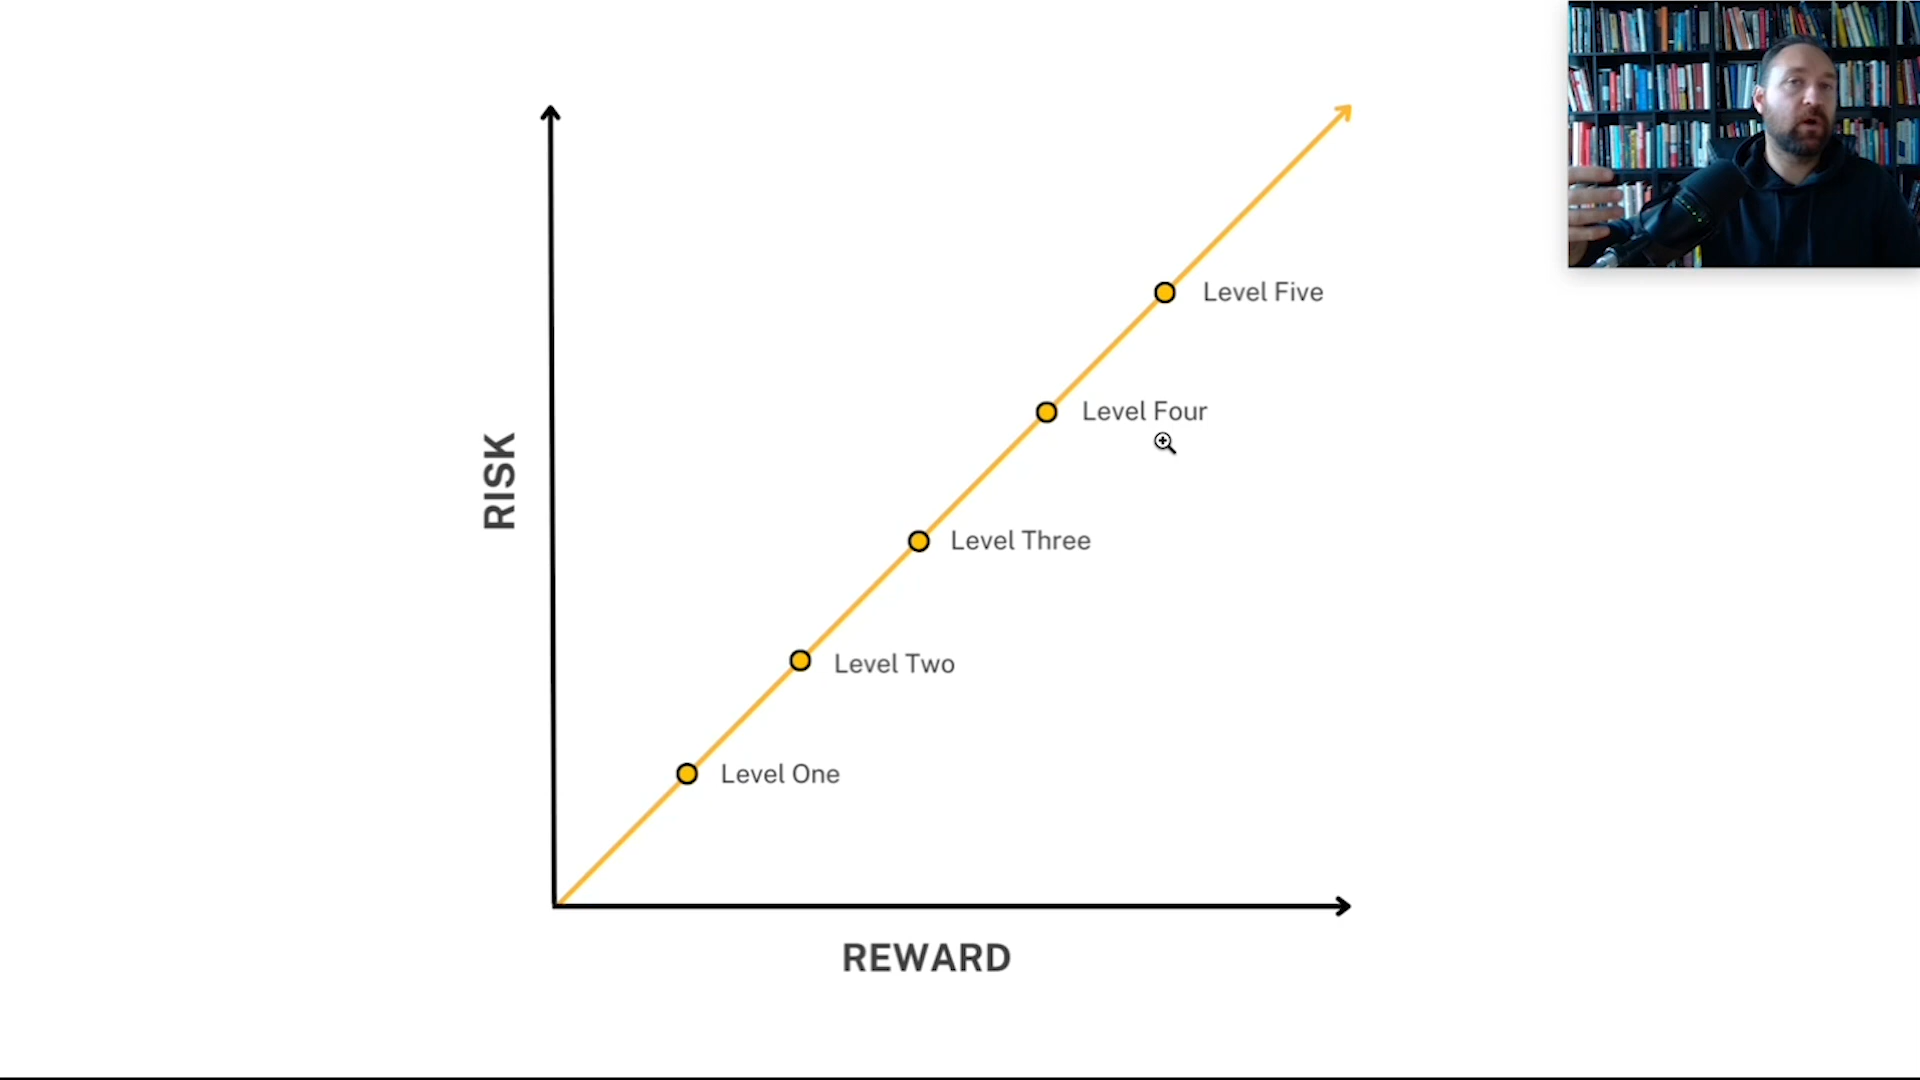 Level Five
Level Four
RISK
Level Three
Level Two
Level One
REWARD